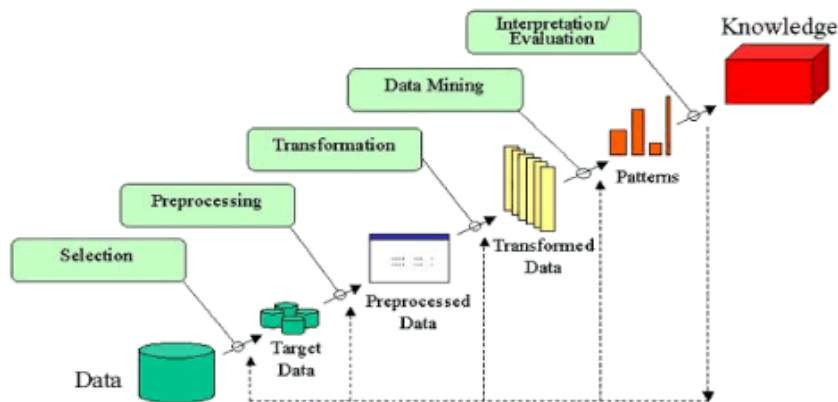 Interpretation/
Evaluation
Knowledge
Data Mining
Transformation
Patterns
Preprocessing
Transformed
Data
Selection
Preprocessed
Data
Target
Data
Data